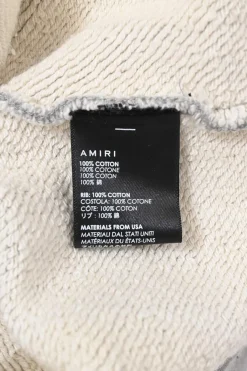 AMIRI
100% COTTON
100% COTONE
100% COTON
100% 綿
RIB: 100% COTTON
COSTOLA: 100% COTONE
CÔTE: 100% COTON
リブ : 100% 綿
MATERIALS FROM USA
MATERIALI DAL STATI UNITI
MATÉRIAUX DU ÉTATS-UNIS